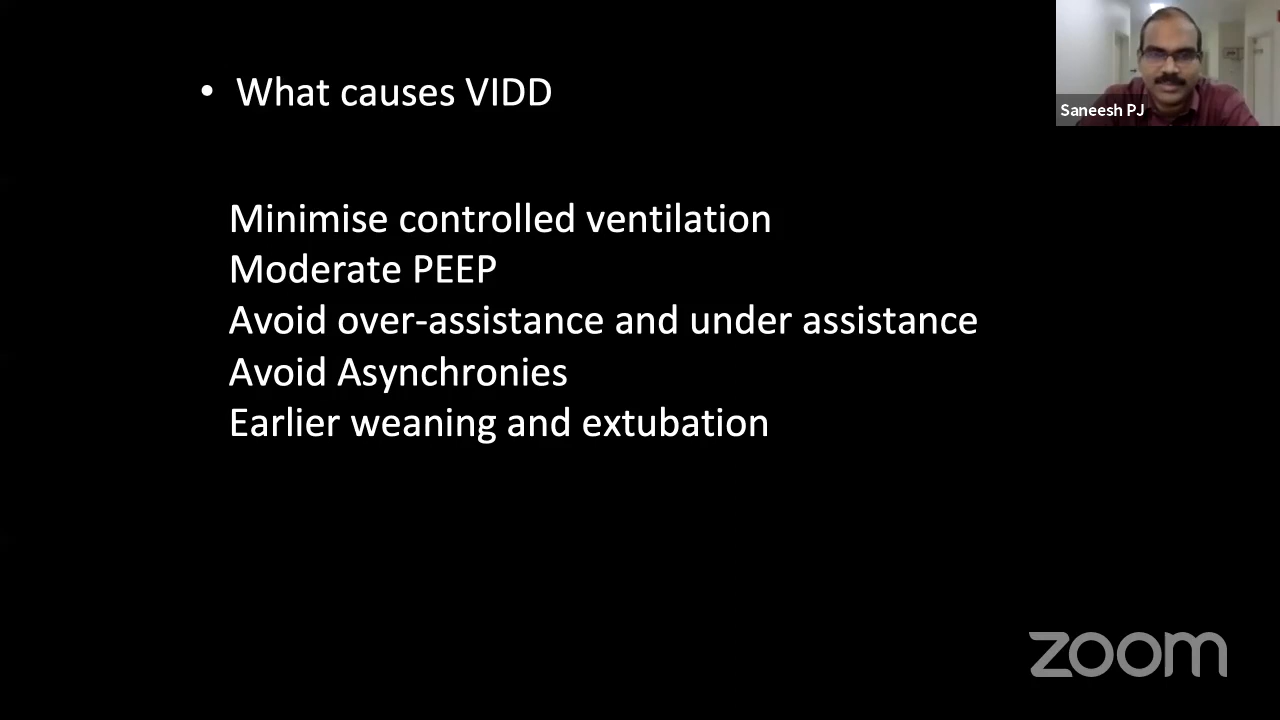 • What causes VIDD
Saneesh PJ
Minimise controlled ventilation
Moderate PEEP
Avoid over-assistance and under assistance
Avoid Asynchronies
Earlier weaning and extubation
zoom